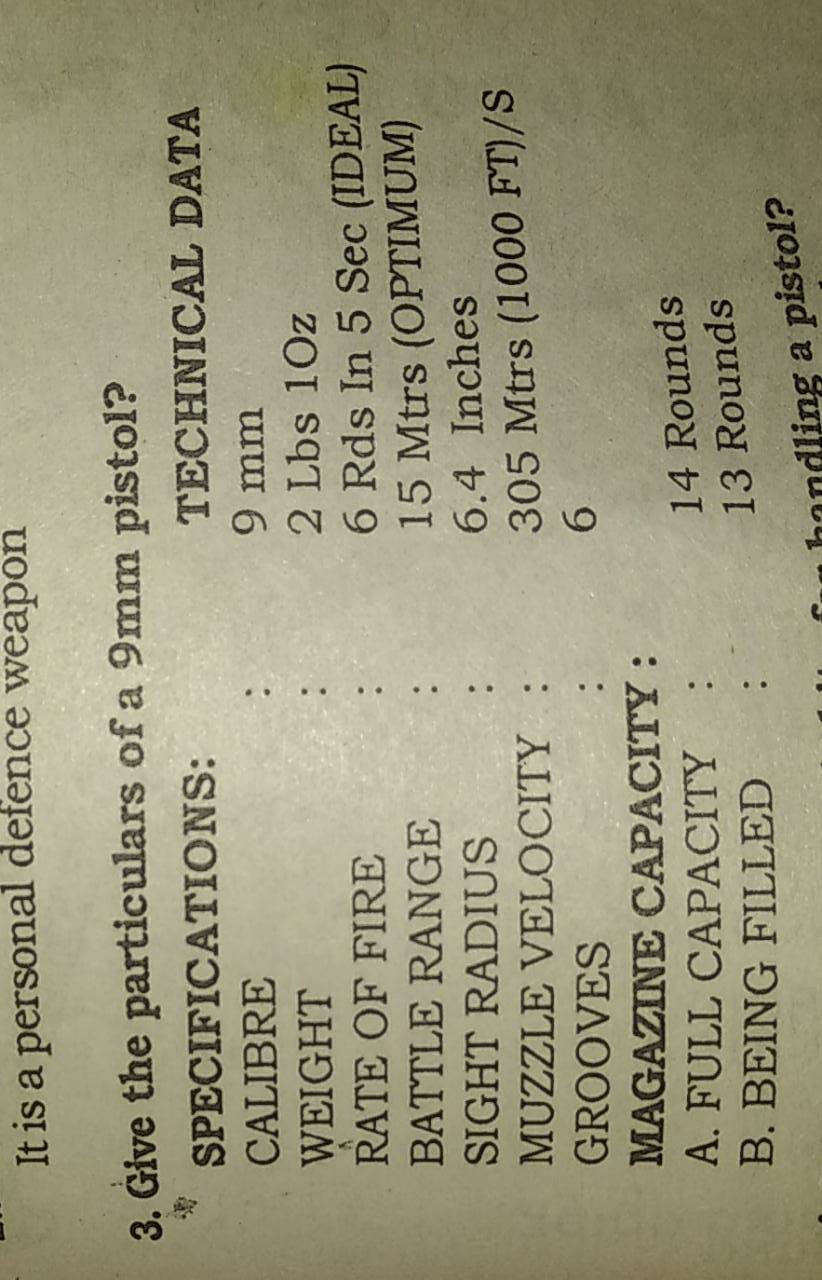 It is a personal defence weapon
3. Give the particulars of a 9mm pistol?
SPECIFICATIONS: TECHNICAL DATA
CALIBRE : 9 mm
WEIGHT : 2 Lbs 1Oz
RATE OF FIRE : 6 Rds In 5 Sec (IDEAL)
BATTLE RANGE : 15 Mtrs (OPTIMUM)
SIGHT RADIUS : 6.4 Inches
MUZZLE VELOCITY : 305 Mtrs (1000 FT)/S
GROOVES : 6
MAGAZINE CAPACITY :
A. FULL CAPACITY : 14 Rounds
B. BEING FILLED : 13 Rounds
for handling a pistol?